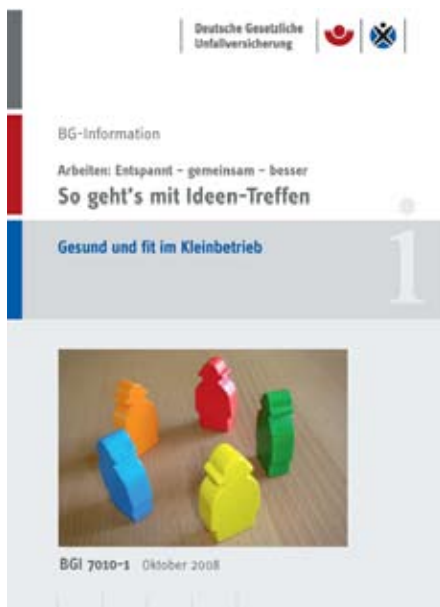 Deutsche Gesetzliche
Unfallversicherung
BG-Information
Arbeiten: Entspannt – gemeinsam – besser
So geht's mit Ideen-Treffen
Gesund und fit im Kleinbetrieb
i
BGI 7010-1 Oktober 2008